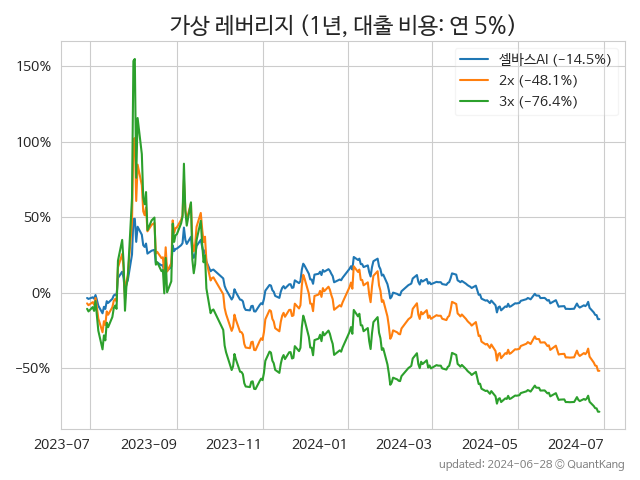 가상 레버리지 (1년, 대출 비용: 연 5%)
셀바스AI (−14.5%)
2x (−48.1%)
3x (−76.4%)
150%
100%
50%
0%
−50%
2023−07 2023−09 2023−11 2024−01 2024−03 2024−05 2024−07
updated: 2024−06−28 ⓒ QuantKang